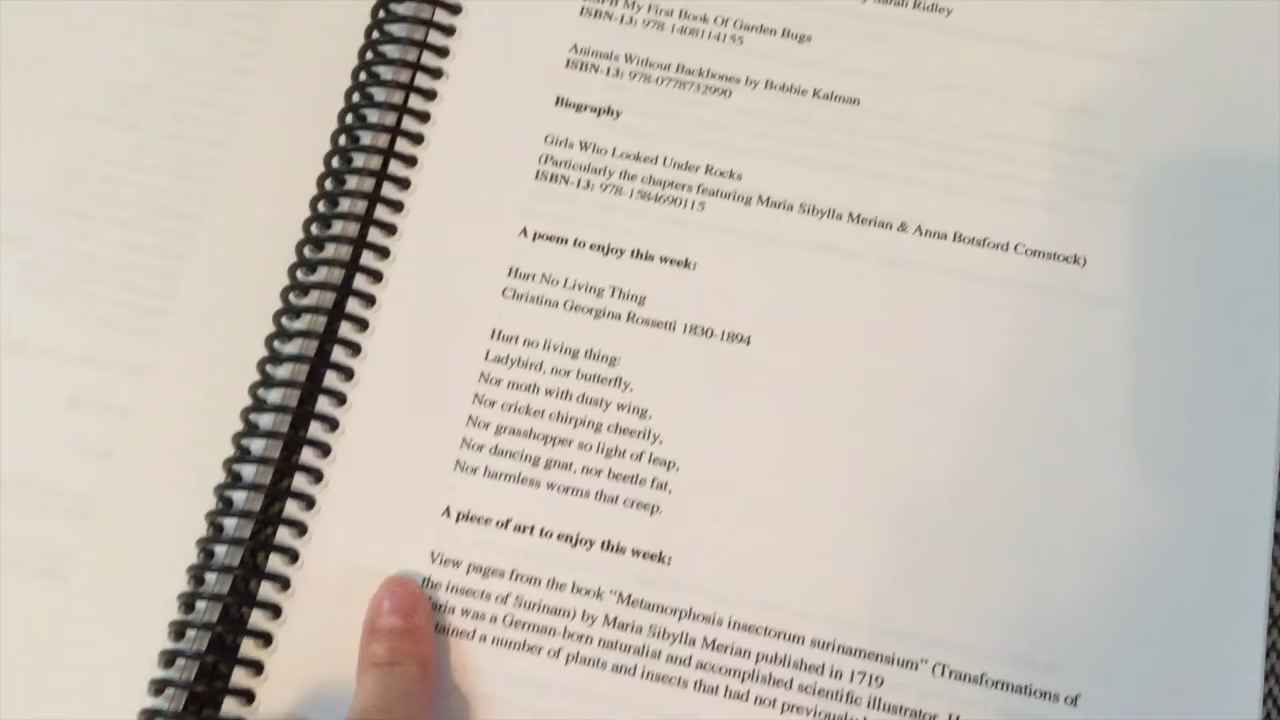 Sarah Ridley
My First Book Of Garden Bugs
ISBN-13: 978-1408114155
Animals Without Backbones by Bobbie Kalman
ISBN-13: 978-0778732990
Biography
Girls Who Looked Under Rocks
(Particularly the chapters featuring Maria Sibylla Merian & Anna Botsford Comstock)
ISBN-13: 978-1584690115
A poem to enjoy this week:
Hurt No Living Thing
Christina Georgina Rossetti 1830-1894
Hurt no living thing:
Ladybird, nor butterfly,
Nor moth with dusty wing,
Nor cricket chirping cheerily,
Nor grasshopper so light of leap,
Nor dancing gnat, nor beetle fat,
Nor harmless worms that creep.
A piece of art to enjoy this week:
View pages from the book "Metamorphosis insectorum surinamensium" (Transformations of
the insects of Surinam) by Maria Sibylla Merian published in 1719
was a German-born naturalist and accomplished scientific illustrator.
a number of plants and insects that had not previously